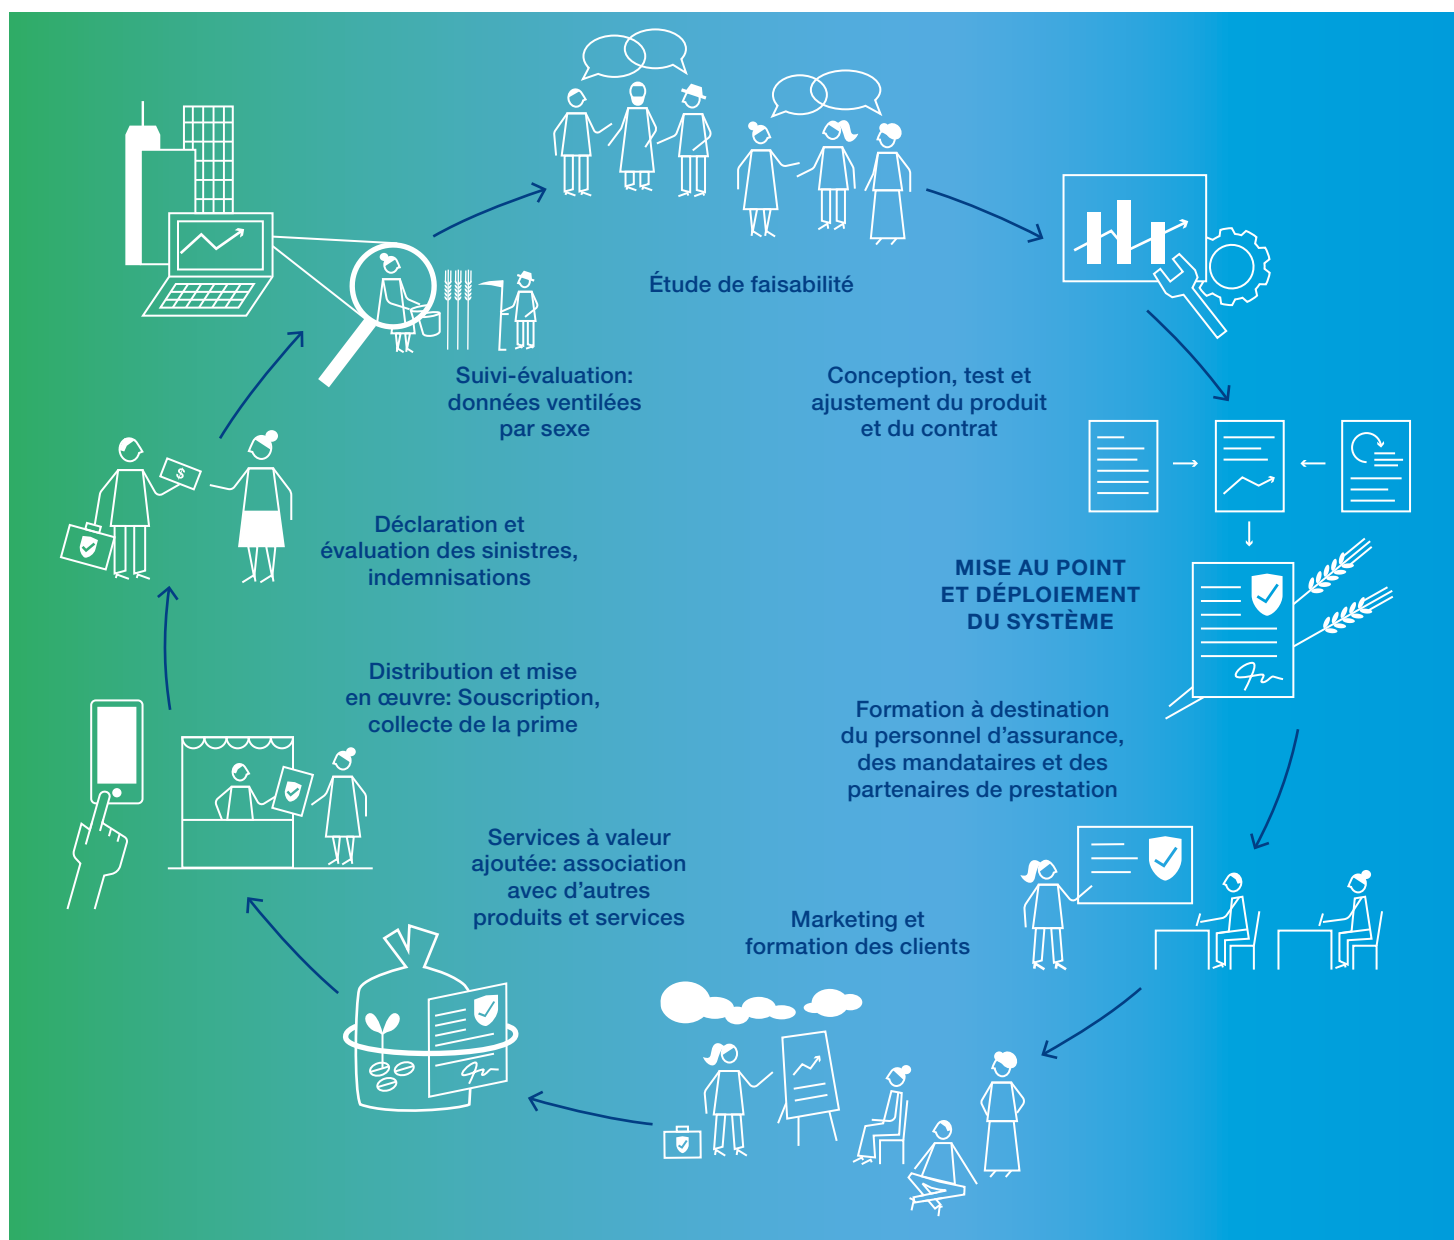 Étude de faisabilité
Conception, test et
ajustement du produit
et du contrat
MISE AU POINT
ET DÉPLOIEMENT
DU SYSTÈME
Formation à destination
du personnel d’assurance,
des mandataires et des
partenaires de prestation
Marketing et
formation des clients
Services à valeur
ajoutée: association
avec d’autres
produits et services
Distribution et mise
en œuvre: Souscription,
collecte de la prime
Déclaration et
évaluation des sinistres,
indemnisations
$
Suivi-évaluation:
données ventilées
par sexe